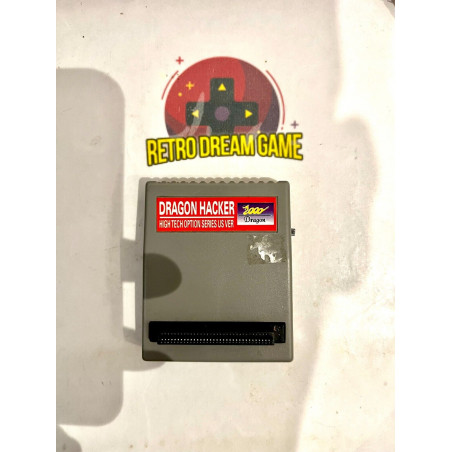 RETRO DREAM GAME
DRAGON HACKER
HIGH TECH OPTION SERIES US VER
2000
Dragon